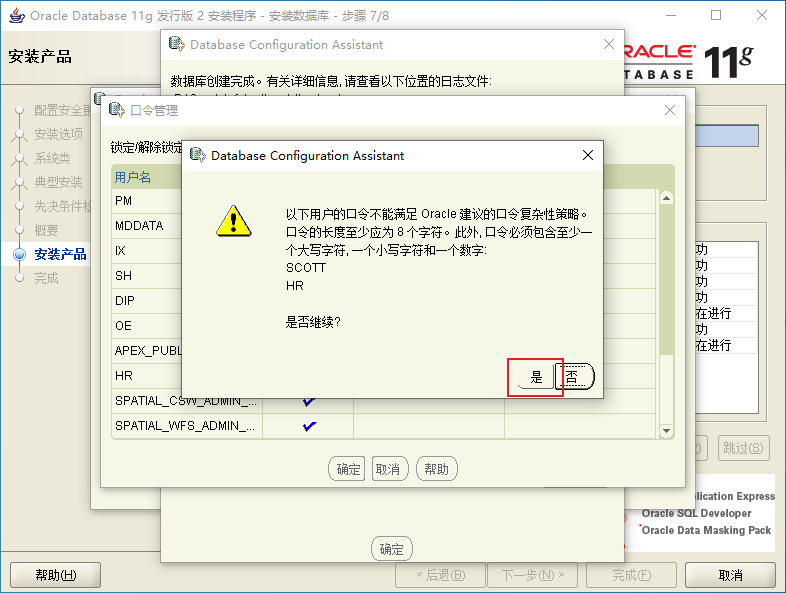 Oracle Database 11g 发行版 2 安装程序 - 安装数据库 - 步骤 7/8
安装产品
ORACLE 11g
DATABASE
Database Configuration Assistant
数据库创建完成。有关详细信息,请查看以下位置的日志文件:
口令管理
锁定/解除锁定
用户名
PM
MDDATA
IX
SH
DIP
OE
APEX_PUBL
HR
SPATIAL_CSW_ADMIN_...
SPATIAL_WFS_ADMIN_...
确定
取消
帮助
Database Configuration Assistant
以下用户的口令不能满足 Oracle 建议的口令复杂性策略。
口令的长度至少应为 8 个字符。此外, 口令必须包含至少一
个大写字符, 一个小写字符和一个数字:
SCOTT
HR
是否继续?
是
否
配置安全更
安装选项
系统类
典型安装
先决条件检
概要
安装产品
完成
功
功
功
功
在进行
功
在进行
跳过(S)
lication Express
Oracle SQL Developer
Oracle Data Masking Pack
确定
帮助(H)
< 后退(B)
下一步(N) >
完成(F)
取消